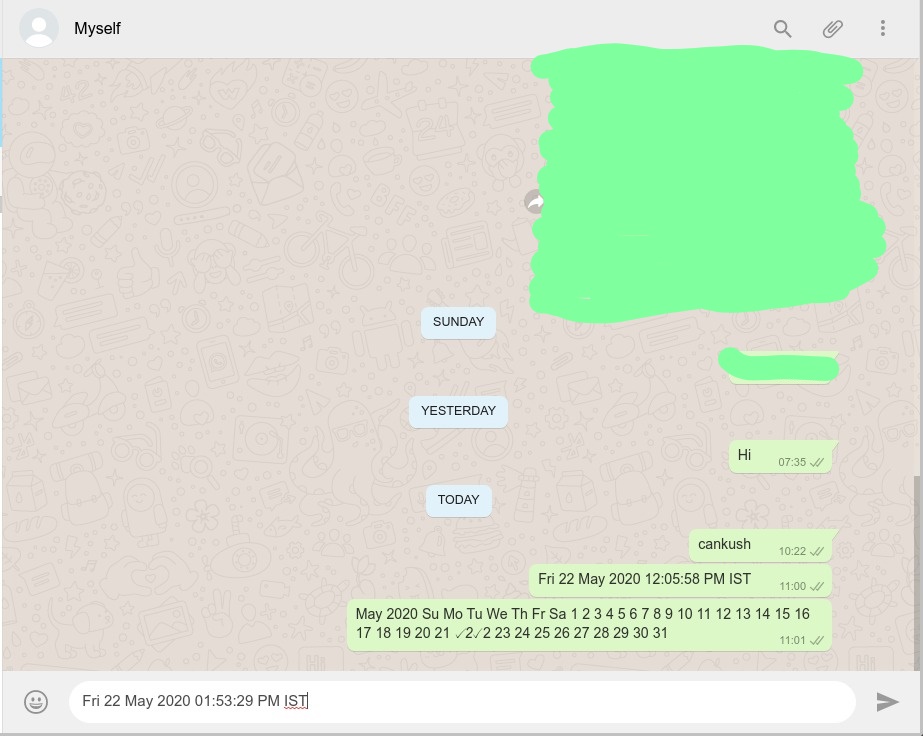 Myself
SUNDAY
YESTERDAY
Hi 07:35
TODAY
cankush 10:22
Fri 22 May 2020 12:05:58 PM IST 11:00
May 2020 Su Mo Tu We Th Fr Sa 1 2 3 4 5 6 7 8 9 10 11 12 13 14 15 16
17 18 19 20 21 ✓2✓2 23 24 25 26 27 28 29 30 31 11:01
Fri 22 May 2020 01:53:29 PM IST